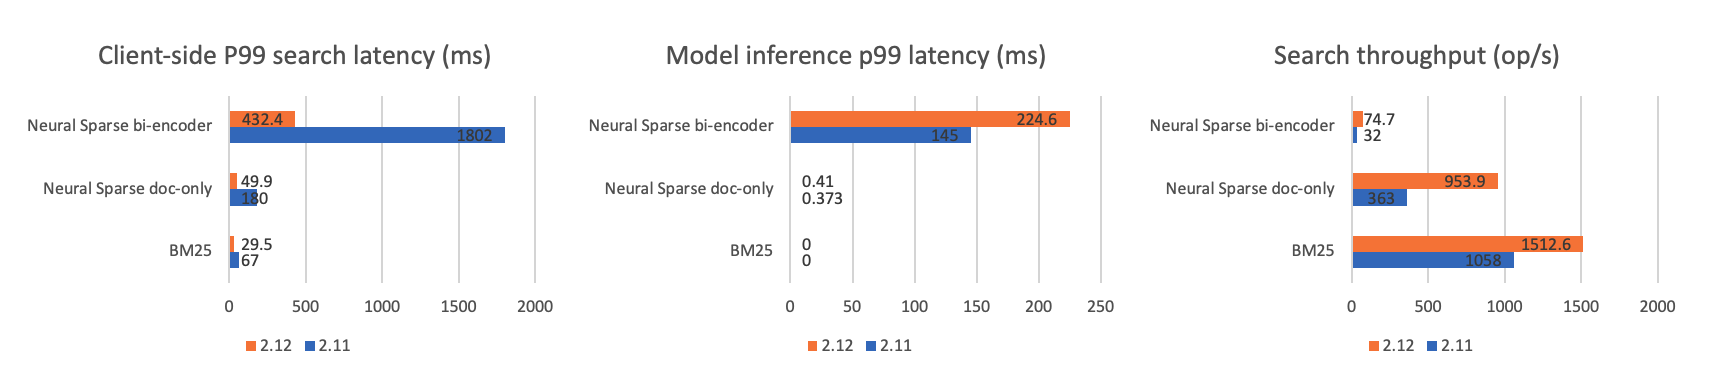 Client-side P99 search latency (ms)
Neural Sparse bi-encoder
432.4
1802
Neural Sparse doc-only
49.9
180
BM25
29.5
67
0 500 1000 1500 2000
2.12 2.11
Model inference p99 latency (ms)
Neural Sparse bi-encoder
224.6
145
Neural Sparse doc-only
0.41
0.373
BM25
0
0
0 50 100 150 200 250
2.12 2.11
Search throughput (op/s)
Neural Sparse bi-encoder
74.7
32
Neural Sparse doc-only
953.9
363
BM25
1512.6
1058
0 500 1000 1500 2000
2.12 2.11